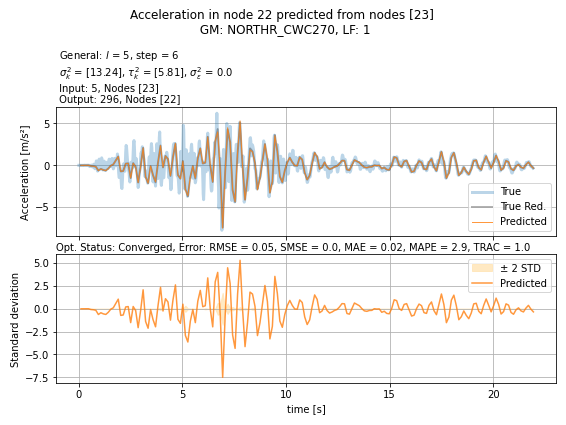 Acceleration in node 22 predicted from nodes [23]
GM: NORTHR_CWC270, LF: 1
General: l = 5, step = 6
σ²ₖ = [13.24], τ²ₖ = [5.81], σ²ε = 0.0
Input: 5, Nodes [23]
Output: 296, Nodes [22]
Acceleration [m/s²]
5
0
−5
True
True Red.
Predicted
Opt. Status: Converged, Error: RMSE = 0.05, SMSE = 0.0, MAE = 0.02, MAPE = 2.9, TRAC = 1.0
Standard deviation
5.0
2.5
0.0
−2.5
−5.0
−7.5
± 2 STD
Predicted
0
5
10
15
20
time [s]